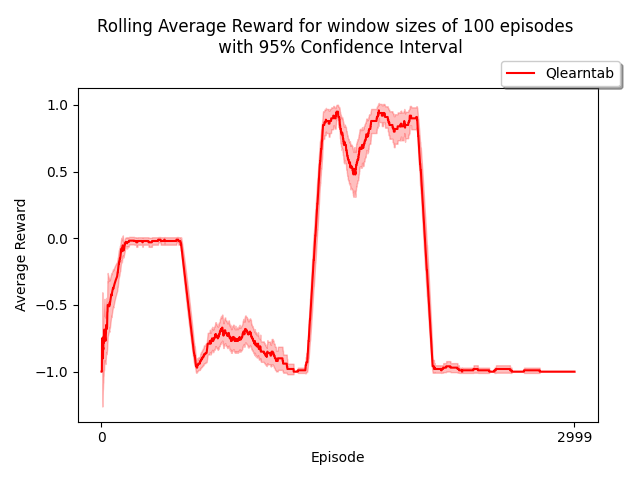 Rolling Average Reward for window sizes of 100 episodes
with 95% Confidence Interval
Qlearntab
1.0
0.5
0.0
−0.5
−1.0
Average Reward
0
2999
Episode